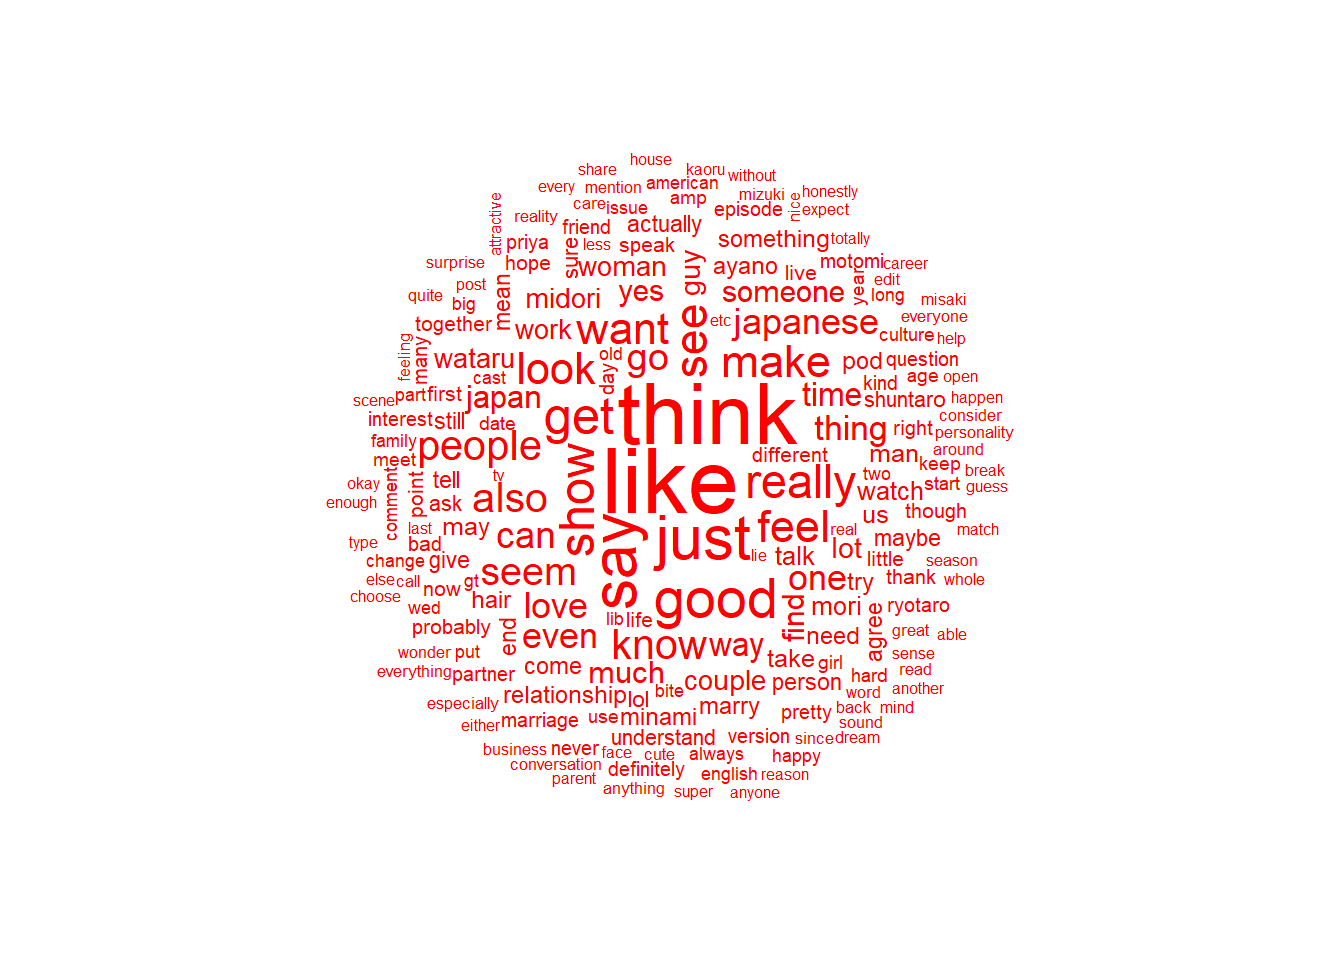 house
share kaoru without
every mention american mizuki honestly
attractive care issue amp episode nice expect
reality friend actually something totally
priya sure less speak ayano motomi career
surprise hope woman guy live year edit
quite post mean midori yes someone long misaki
big together work want see etc japanese culture everyone help
feeling many wataru look day old go make pod question
scene cast kind age open
part first japan get think time shuntaro happen
interest still date thing right consider personality
family people different man around
meet tell tv show like really two keep break
okay comment point ask also watch start guess
enough last may can say just feel real us though match
type bad lie talk lot maybe season
change give seem good little
else call now gt one try thank whole
choose wed hair love lib life find mori ryotaro
probably end even know way need agree great able
wonder put sense
everything partner come much take girl hard read
relationship lol bite couple person word another
especially marriage use minami marry pretty back mind
either understand version since sound dream
business never face cute always happy
conversation definitely english reason
parent anything super anyone